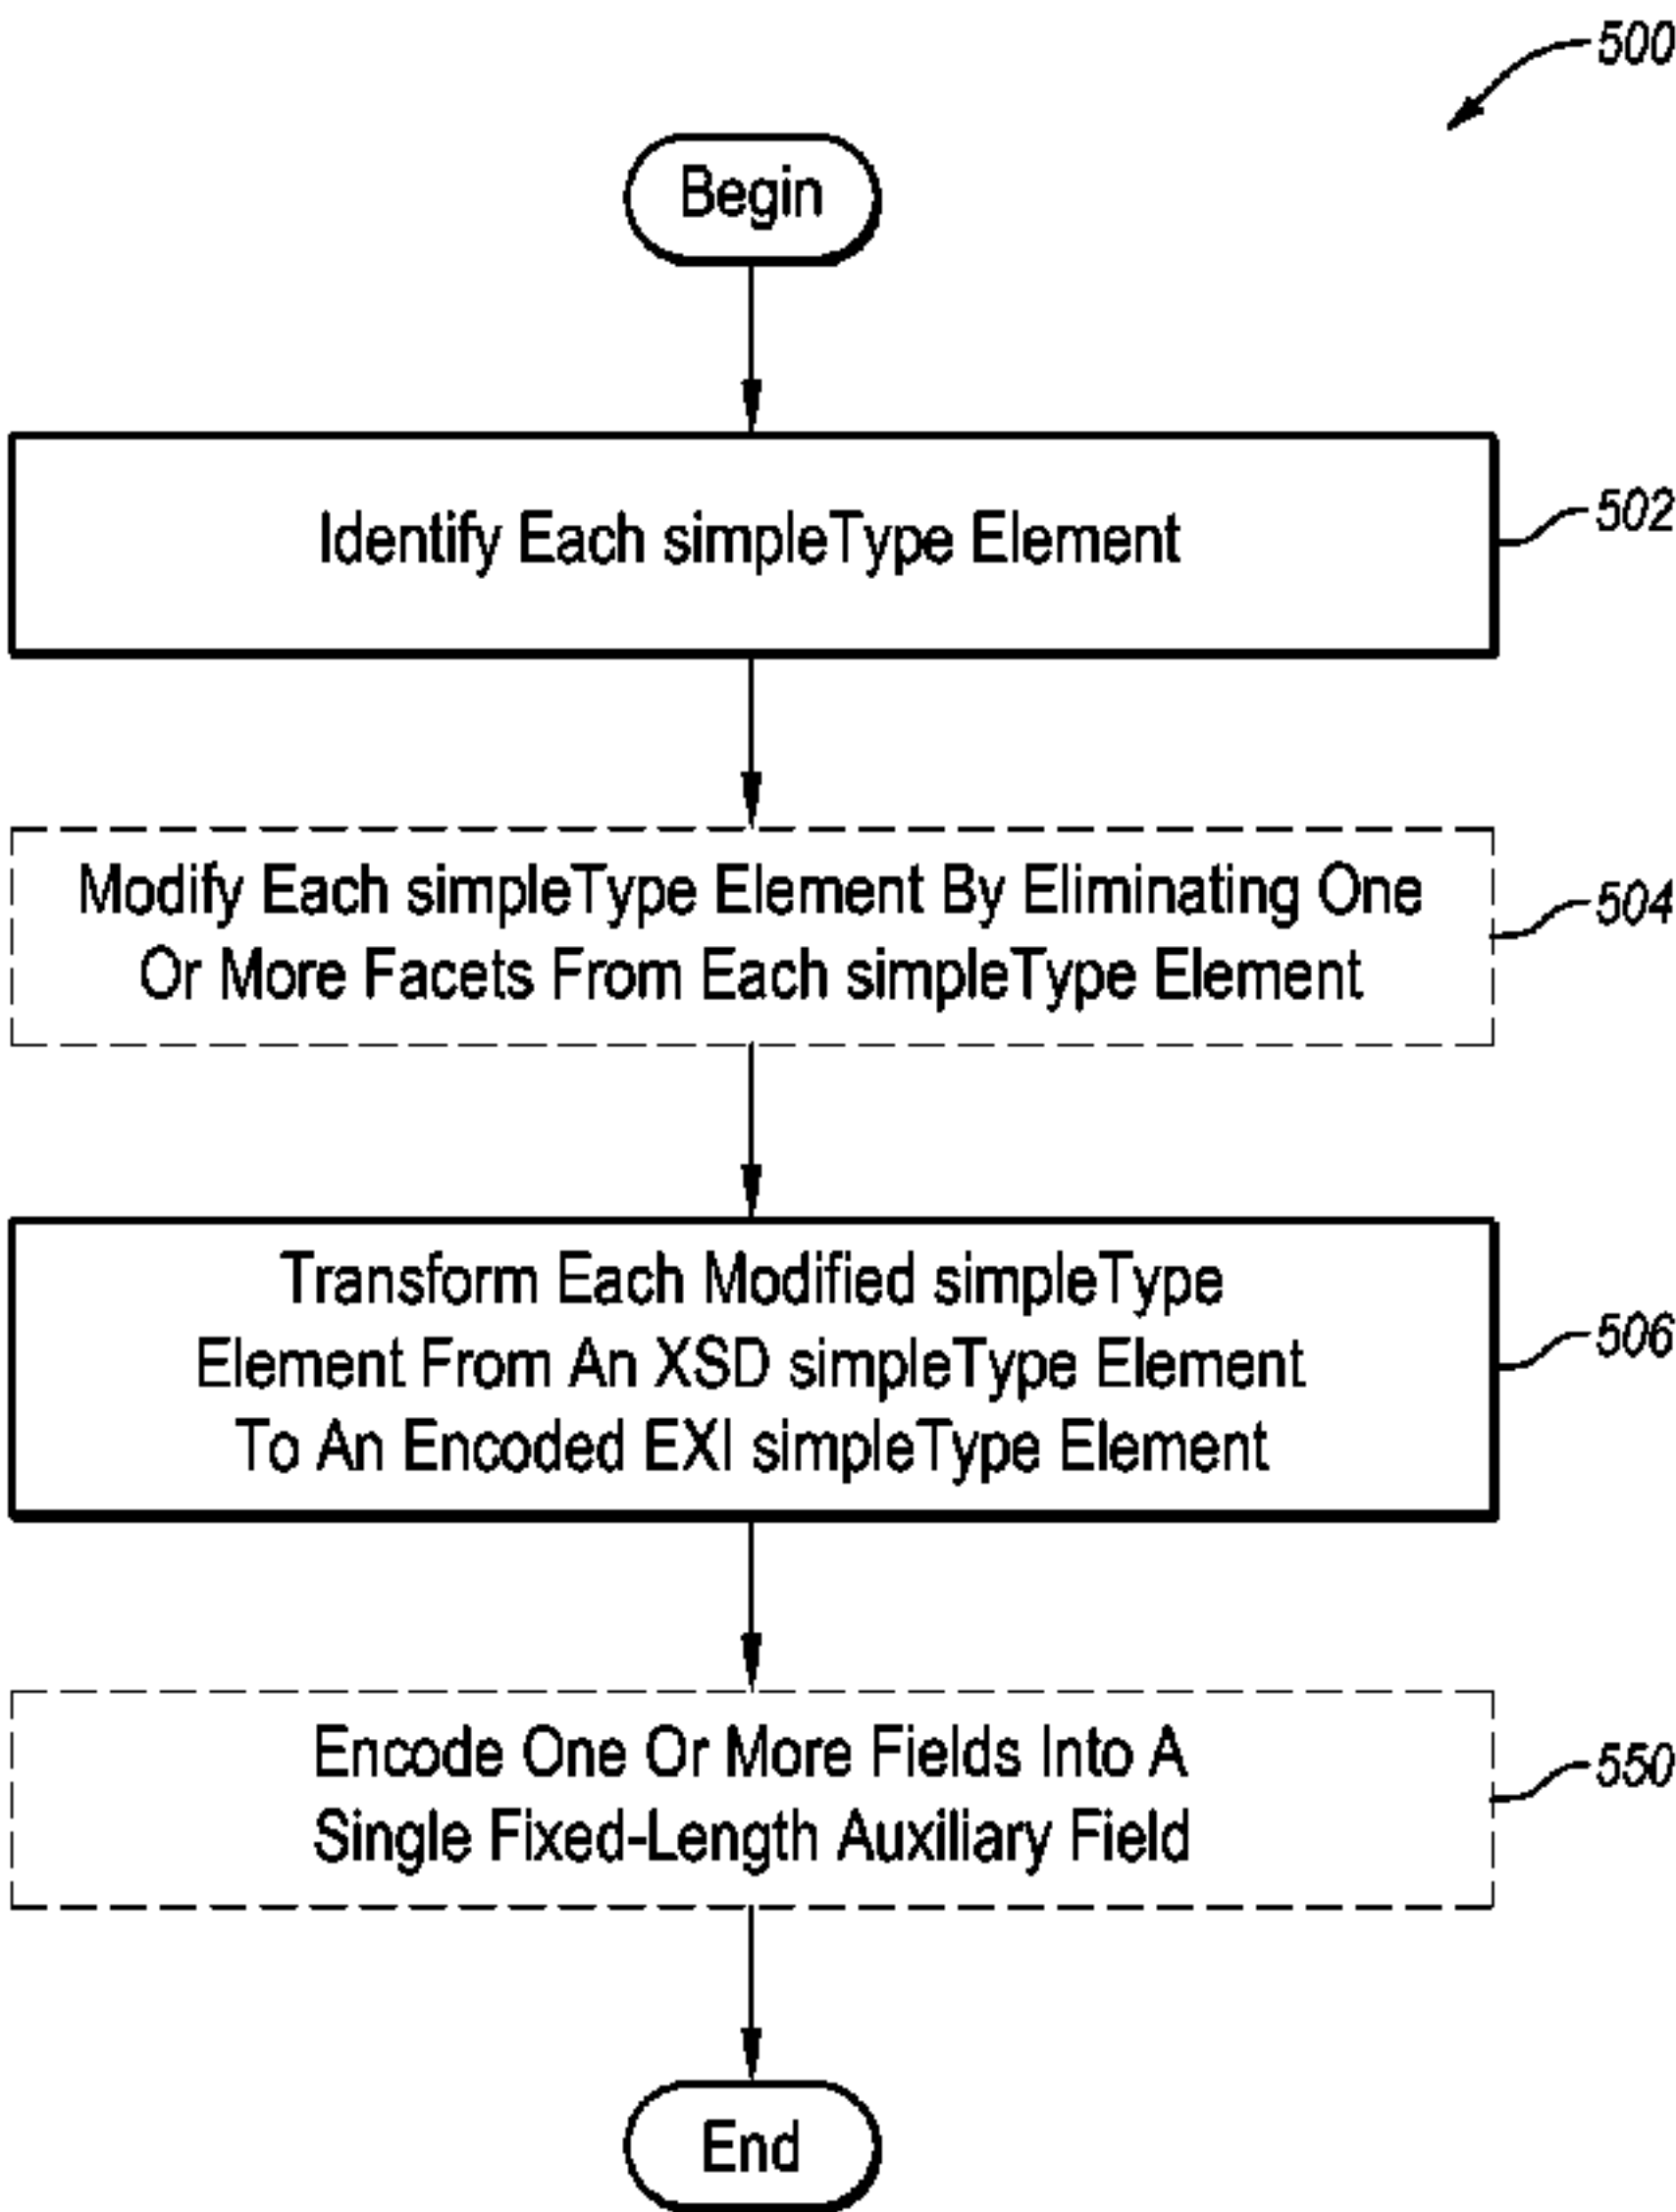 500
Begin
Identify Each simpleType Element
502
Modify Each simpleType Element By Eliminating One
Or More Facets From Each simpleType Element
504
Transform Each Modified simpleType
Element From An XSD simpleType Element
To An Encoded EXI simpleType Element
506
Encode One Or More Fields Into A
Single Fixed-Length Auxiliary Field
550
End